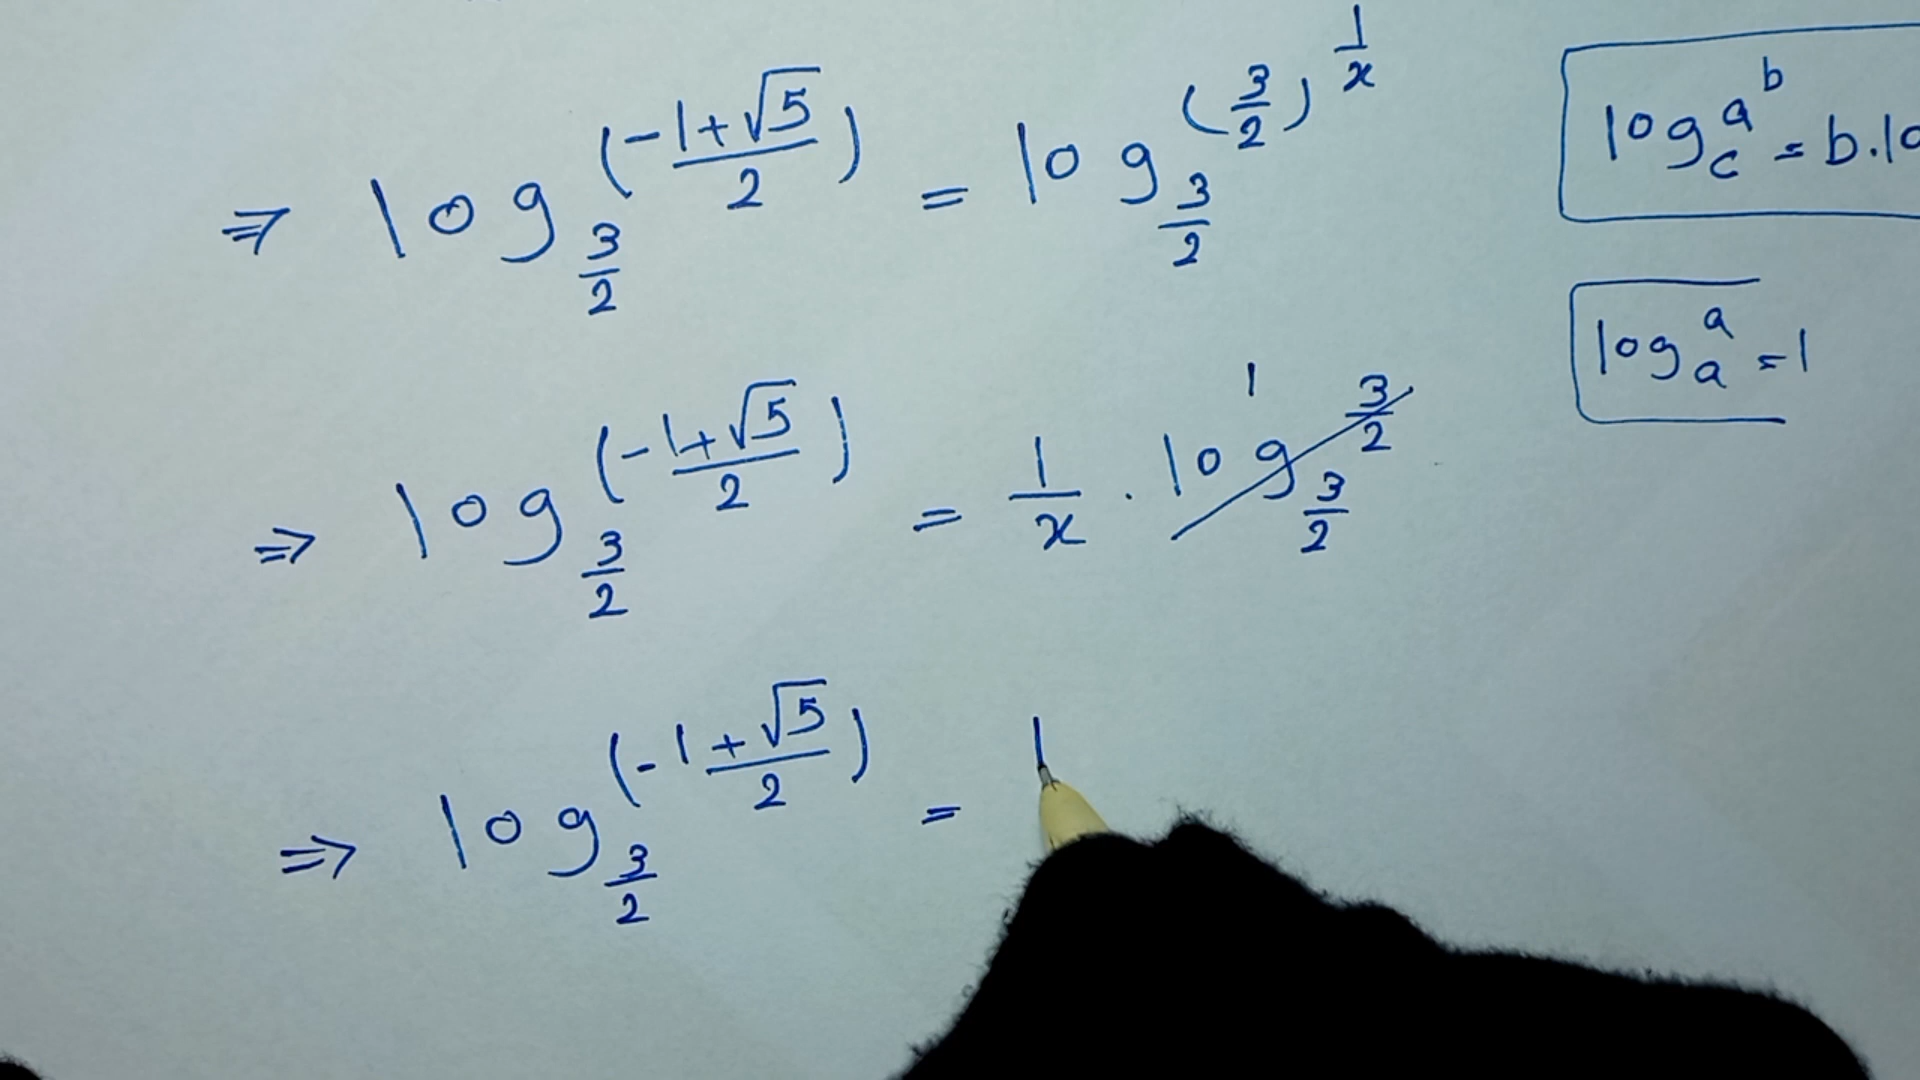 ⇒ log_{3/2}^{(-1+√5/2)} = log_{3/2}^{(3/2)^{1/x}}
log_c^{a^b} = b.lo
log_a^a = 1
⇒ log_{3/2}^{(-1+√5/2)} = 1/x . log_{3/2}^{3/2} 1
⇒ log_{3/2}^{(-1+√5/2)} = 1